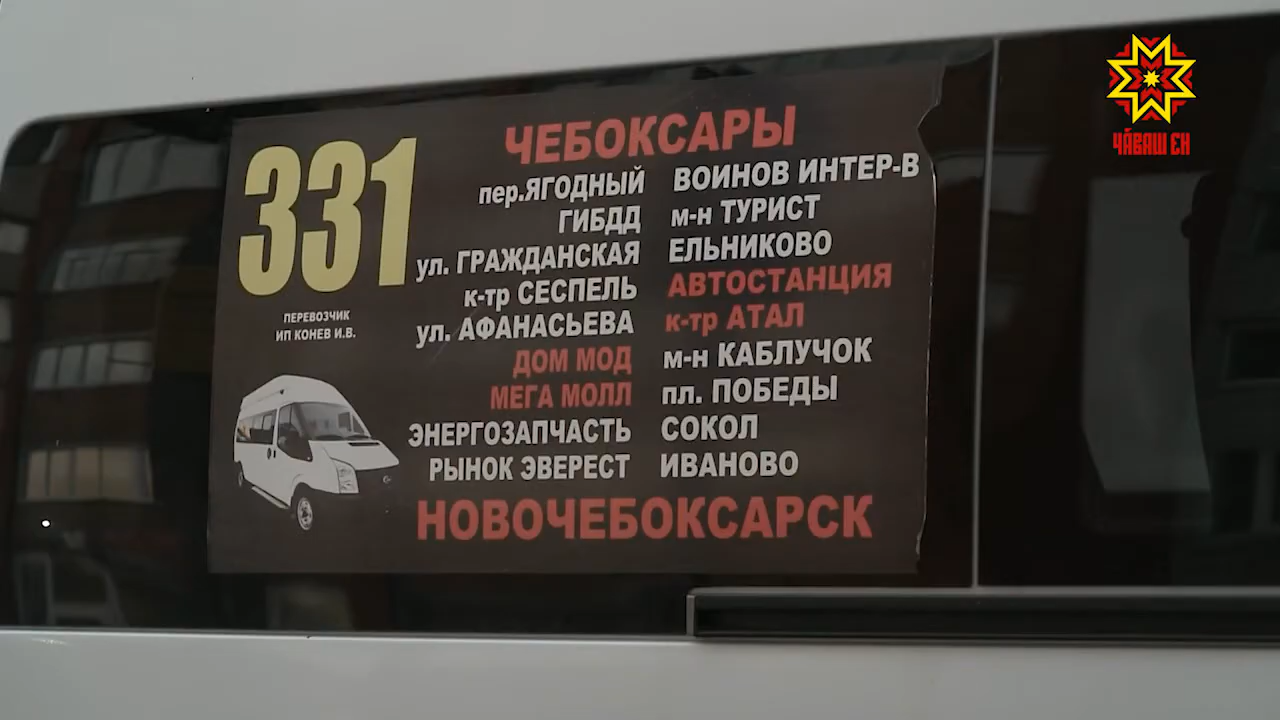 331
ПЕРЕВОЗЧИК
ИП КОНЕВ И.В.
ЧЕБОКСАРЫ
пер.ЯГОДНЫЙ
ГИБДД
ул. ГРАЖДАНСКАЯ
к-тр СЕСПЕЛЬ
ул. АФАНАСЬЕВА
ДОМ МОД
МЕГА МОЛЛ
ЭНЕРГОЗАПЧАСТЬ
РЫНОК ЭВЕРЕСТ
ВОИНОВ ИНТЕР-В
м-н ТУРИСТ
ЕЛЬНИКОВО
АВТОСТАНЦИЯ
к-тр АТАЛ
м-н КАБЛУЧОК
пл. ПОБЕДЫ
СОКОЛ
ИВАНОВО
НОВОЧЕБОКСАРСК
ЧӐВАШ ЕН